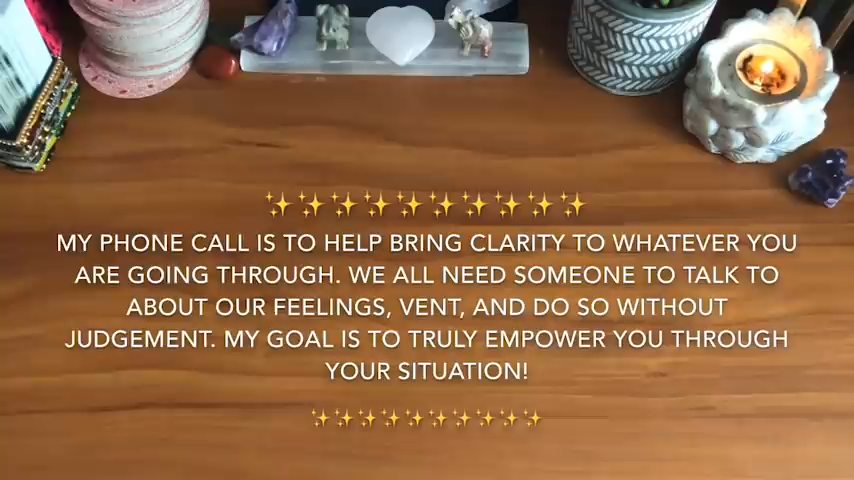 ✨✨✨✨✨✨✨✨✨✨
MY PHONE CALL IS TO HELP BRING CLARITY TO WHATEVER YOU
ARE GOING THROUGH. WE ALL NEED SOMEONE TO TALK TO
ABOUT OUR FEELINGS, VENT, AND DO SO WITHOUT
JUDGEMENT. MY GOAL IS TO TRULY EMPOWER YOU THROUGH
YOUR SITUATION!
✨✨✨✨✨✨✨✨✨✨